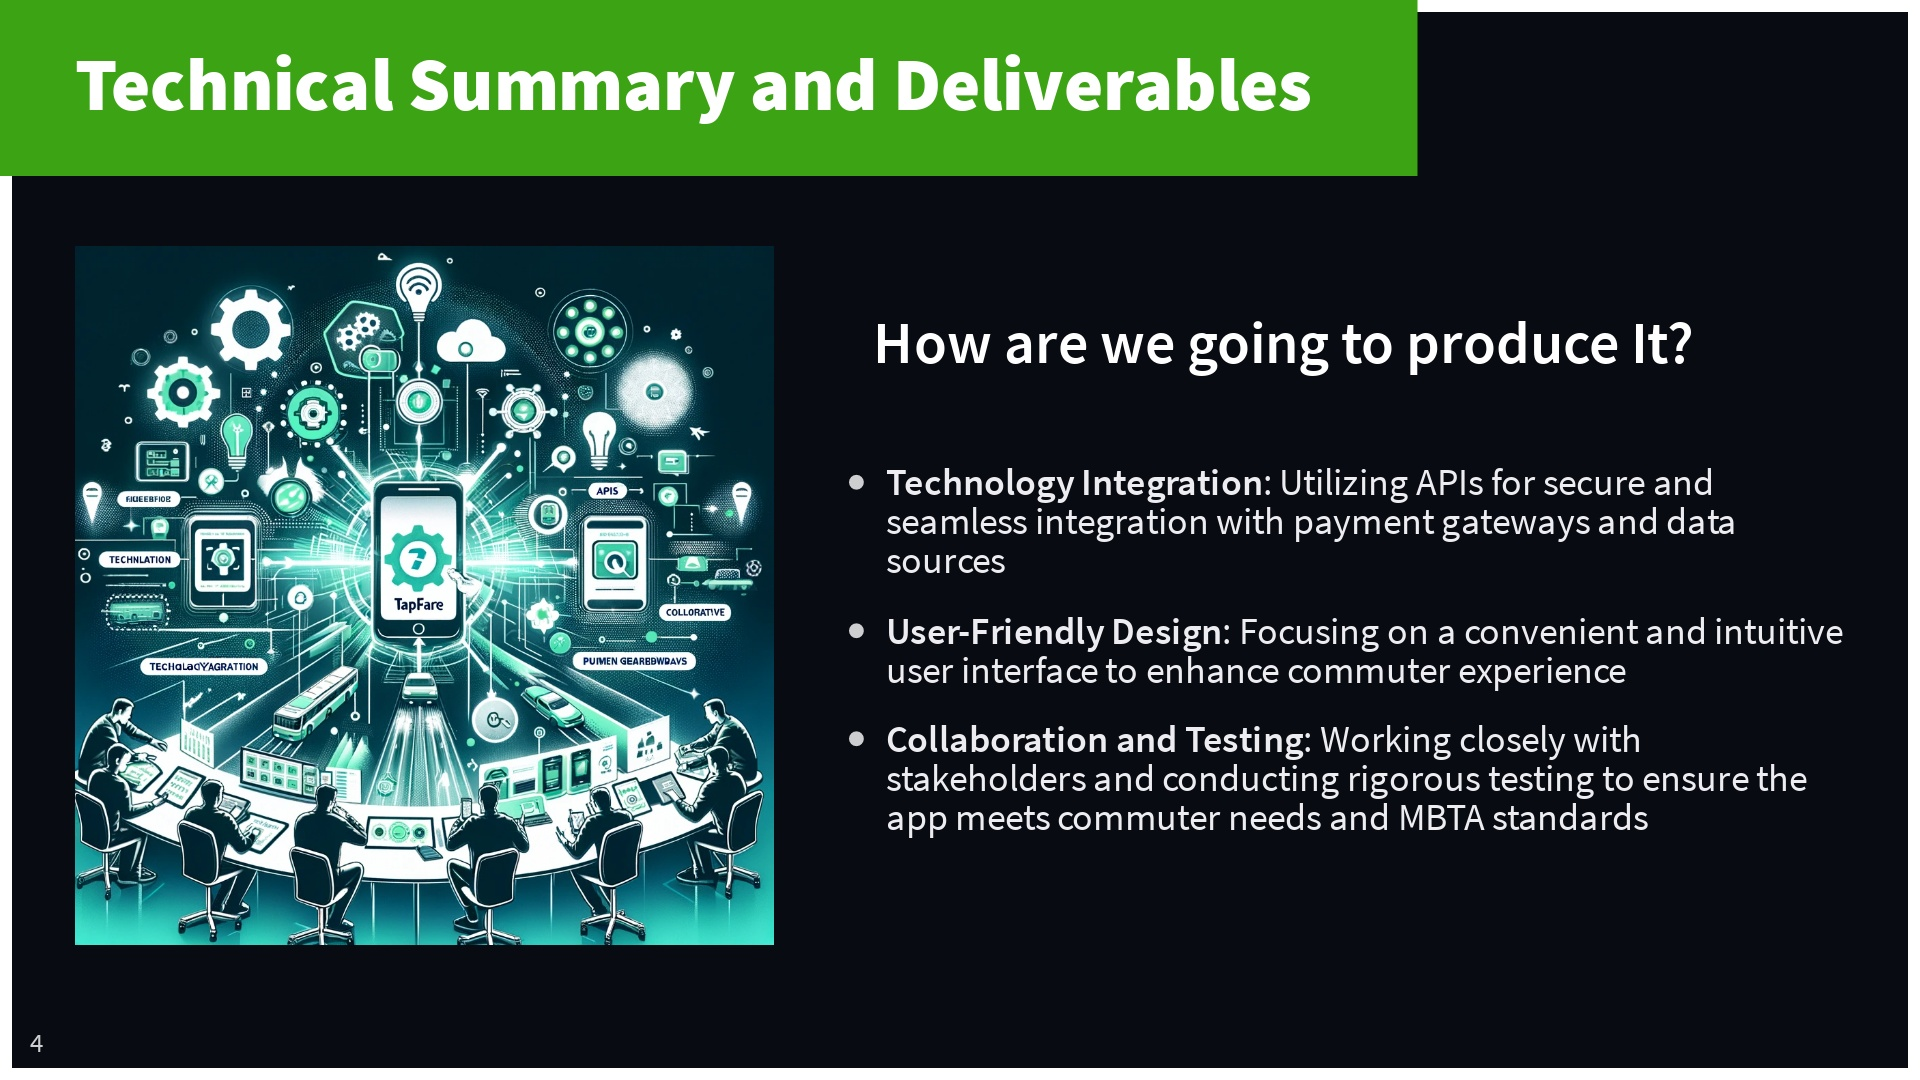 Technical Summary and Deliverables
APIS
TECHNLATION
TapFare
COLLORATIVE
How are we going to produce It?
• Technology Integration: Utilizing APIs for secure and
seamless integration with payment gateways and data
sources
• User-Friendly Design: Focusing on a convenient and intuitive
user interface to enhance commuter experience
• Collaboration and Testing: Working closely with
stakeholders and conducting rigorous testing to ensure the
app meets commuter needs and MBTA standards
4